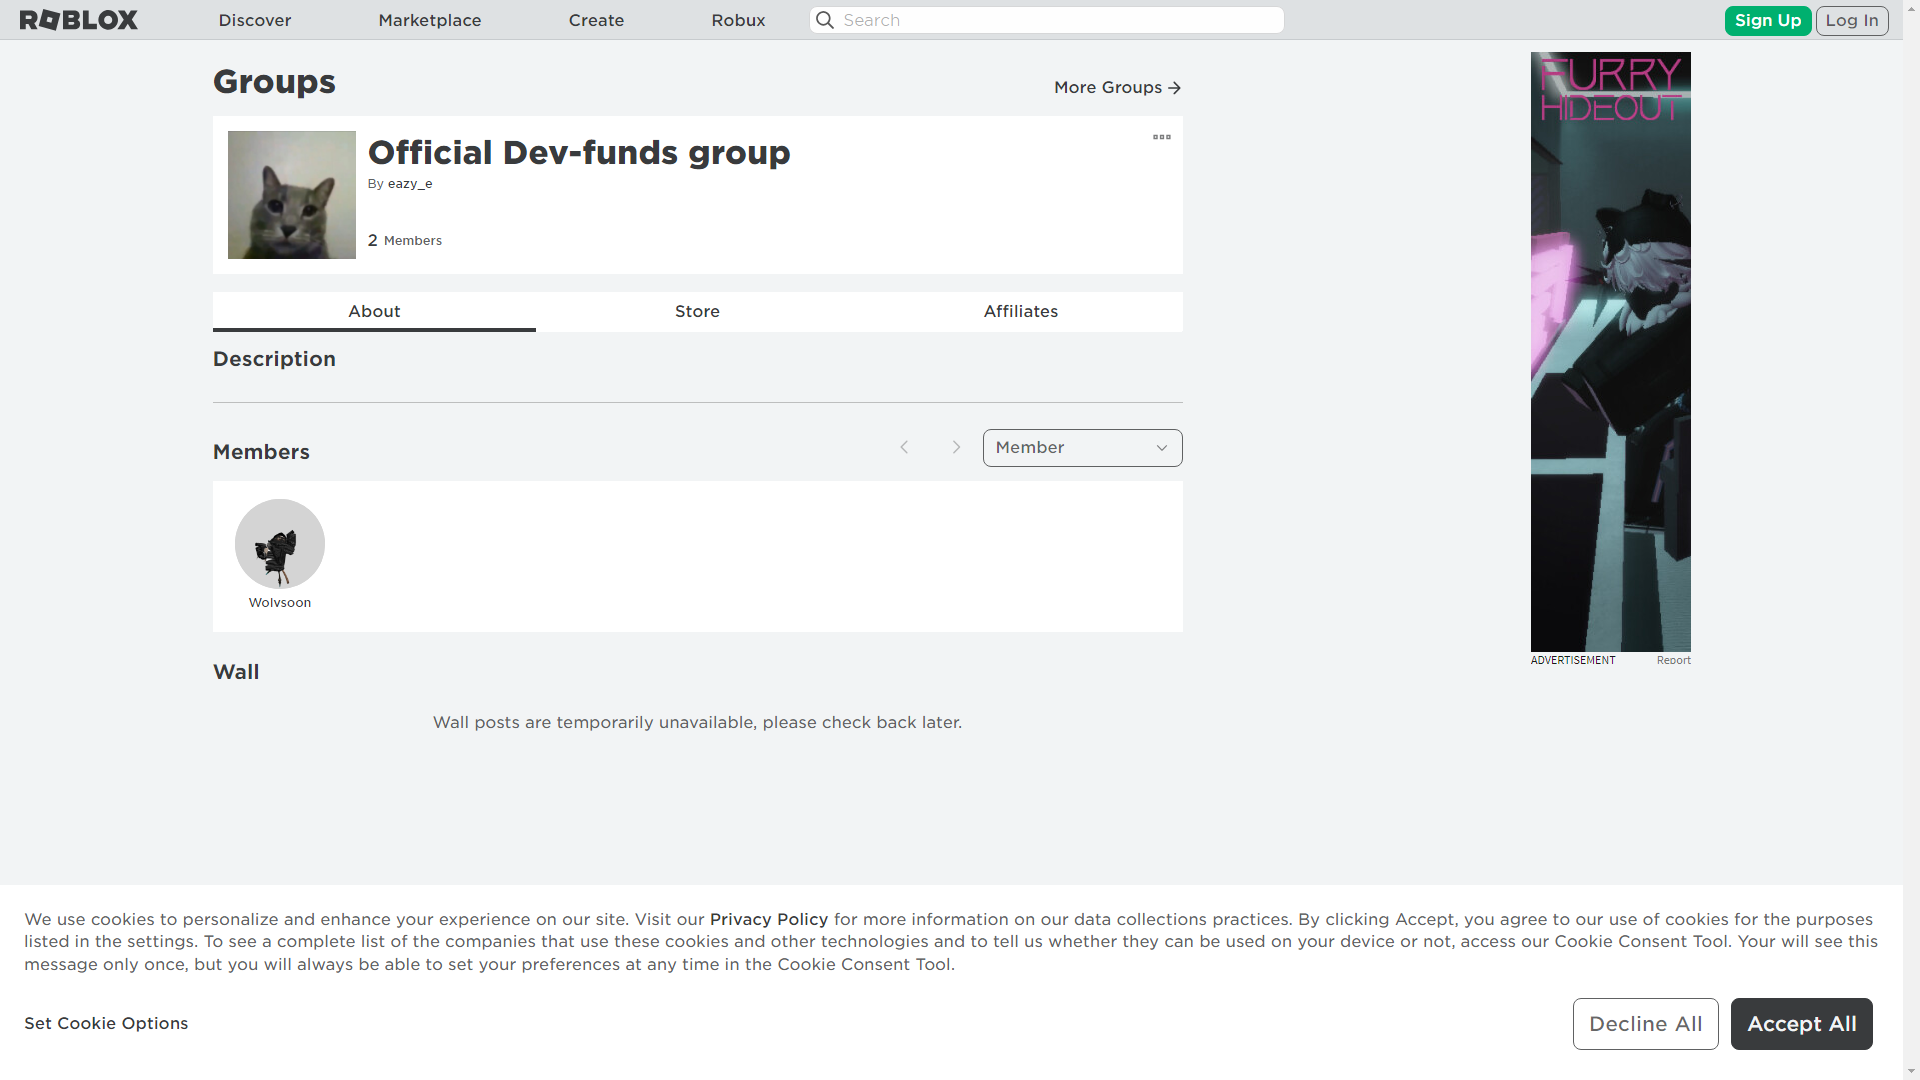 ROBLOX
Discover
Marketplace
Create
Robux
Search
Sign Up
Log In
Groups
More Groups
Official Dev-funds group
By eazy_e
2 Members
About
Store
Affiliates
Description
Members
Member
Wolvsoon
Wall
Wall posts are temporarily unavailable, please check back later.
FURRY
HIDEOUT
ADVERTISEMENT
Report
We use cookies to personalize and enhance your experience on our site. Visit our Privacy Policy for more information on our data collections practices. By clicking Accept, you agree to our use of cookies for the purposes
listed in the settings. To see a complete list of the companies that use these cookies and other technologies and to tell us whether they can be used on your device or not, access our Cookie Consent Tool. Your will see this
message only once, but you will always be able to set your preferences at any time in the Cookie Consent Tool.
Set Cookie Options
Decline All
Accept All